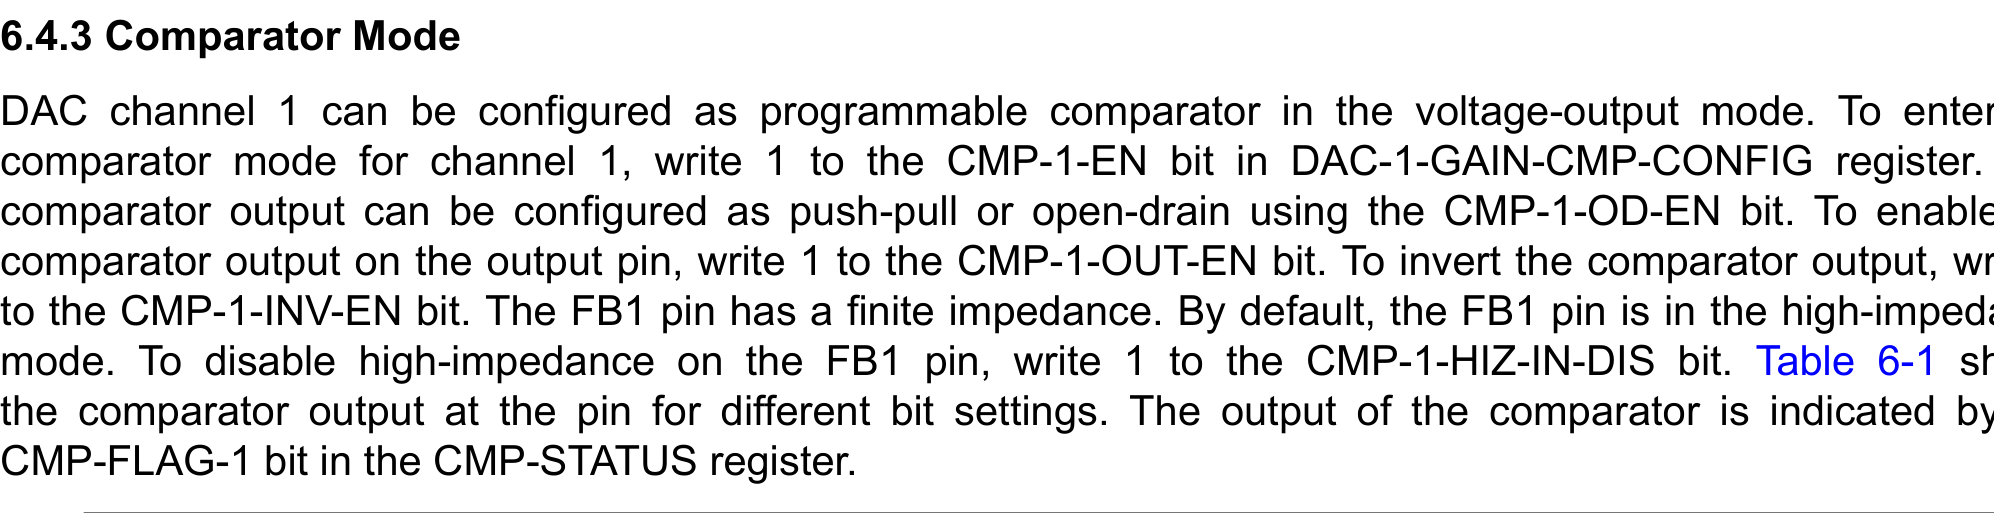 6.4.3 Comparator Mode
DAC channel 1 can be configured as programmable comparator in the voltage-output mode. To enter
comparator mode for channel 1, write 1 to the CMP-1-EN bit in DAC-1-GAIN-CMP-CONFIG register.
comparator output can be configured as push-pull or open-drain using the CMP-1-OD-EN bit. To enable
comparator output on the output pin, write 1 to the CMP-1-OUT-EN bit. To invert the comparator output,
to the CMP-1-INV-EN bit. The FB1 pin has a finite impedance. By default, the FB1 pin is in the
mode. To disable high-impedance on the FB1 pin, write 1 to the CMP-1-HIZ-IN-DIS bit. Table 6-1
the comparator output at the pin for different bit settings. The output of the comparator is indicated by
CMP-FLAG-1 bit in the CMP-STATUS register.